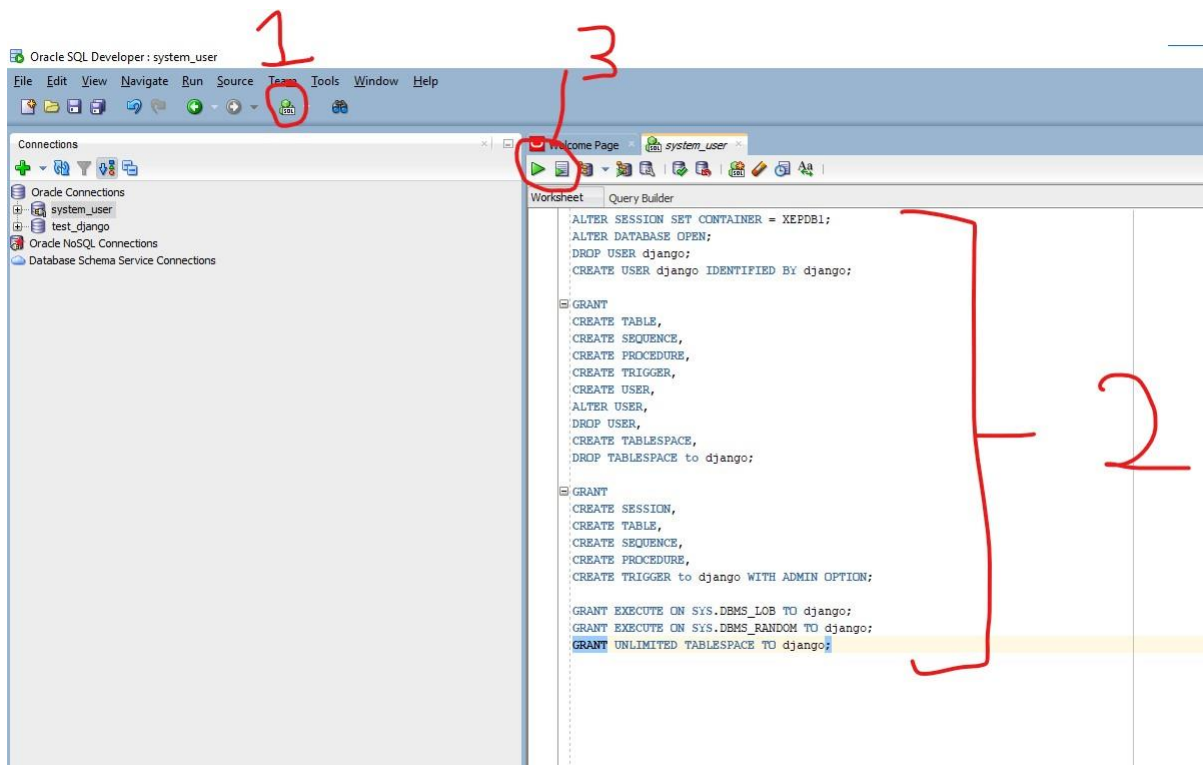 1
3
Oracle SQL Developer : system_user
File Edit View Navigate Run Source Team Tools Window Help
SQL
Connections
Welcome Page
system_user
Oracle Connections
system_user
test_django
Oracle NoSQL Connections
Database Schema Service Connections
Worksheet Query Builder
ALTER SESSION SET CONTAINER = XEPDB1;
ALTER DATABASE OPEN;
DROP USER django;
CREATE USER django IDENTIFIED BY django;
GRANT
CREATE TABLE,
CREATE SEQUENCE,
CREATE PROCEDURE,
CREATE TRIGGER,
CREATE USER,
ALTER USER,
DROP USER,
CREATE TABLESPACE,
DROP TABLESPACE to django;
GRANT
CREATE SESSION,
CREATE TABLE,
CREATE SEQUENCE,
CREATE PROCEDURE,
CREATE TRIGGER to django WITH ADMIN OPTION;
GRANT EXECUTE ON SYS.DBMS_LOB TO django;
GRANT EXECUTE ON SYS.DBMS_RANDOM TO django;
GRANT UNLIMITED TABLESPACE TO django;
2